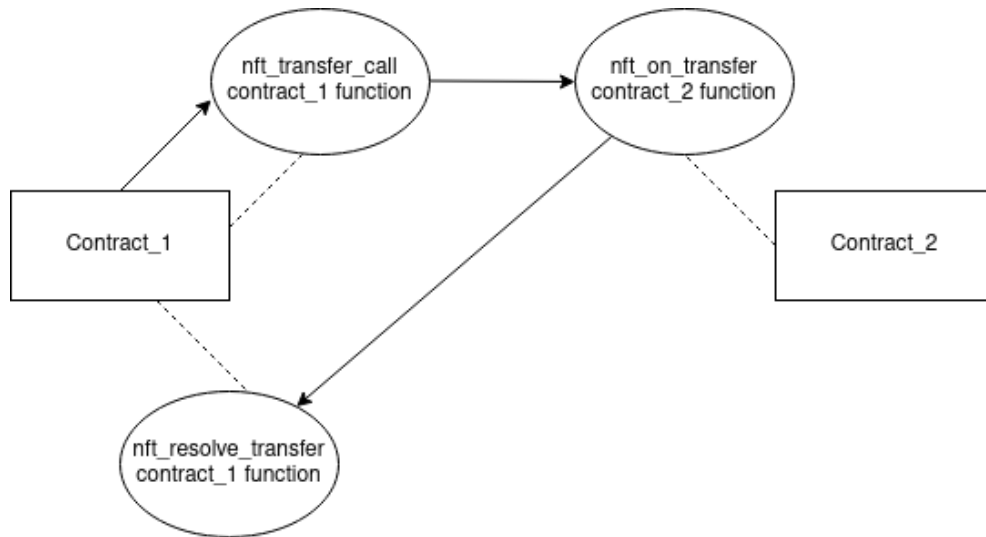 nft_transfer_call
contract_1 function
nft_on_transfer
contract_2 function
Contract_1
Contract_2
nft_resolve_transfer
contract_1 function